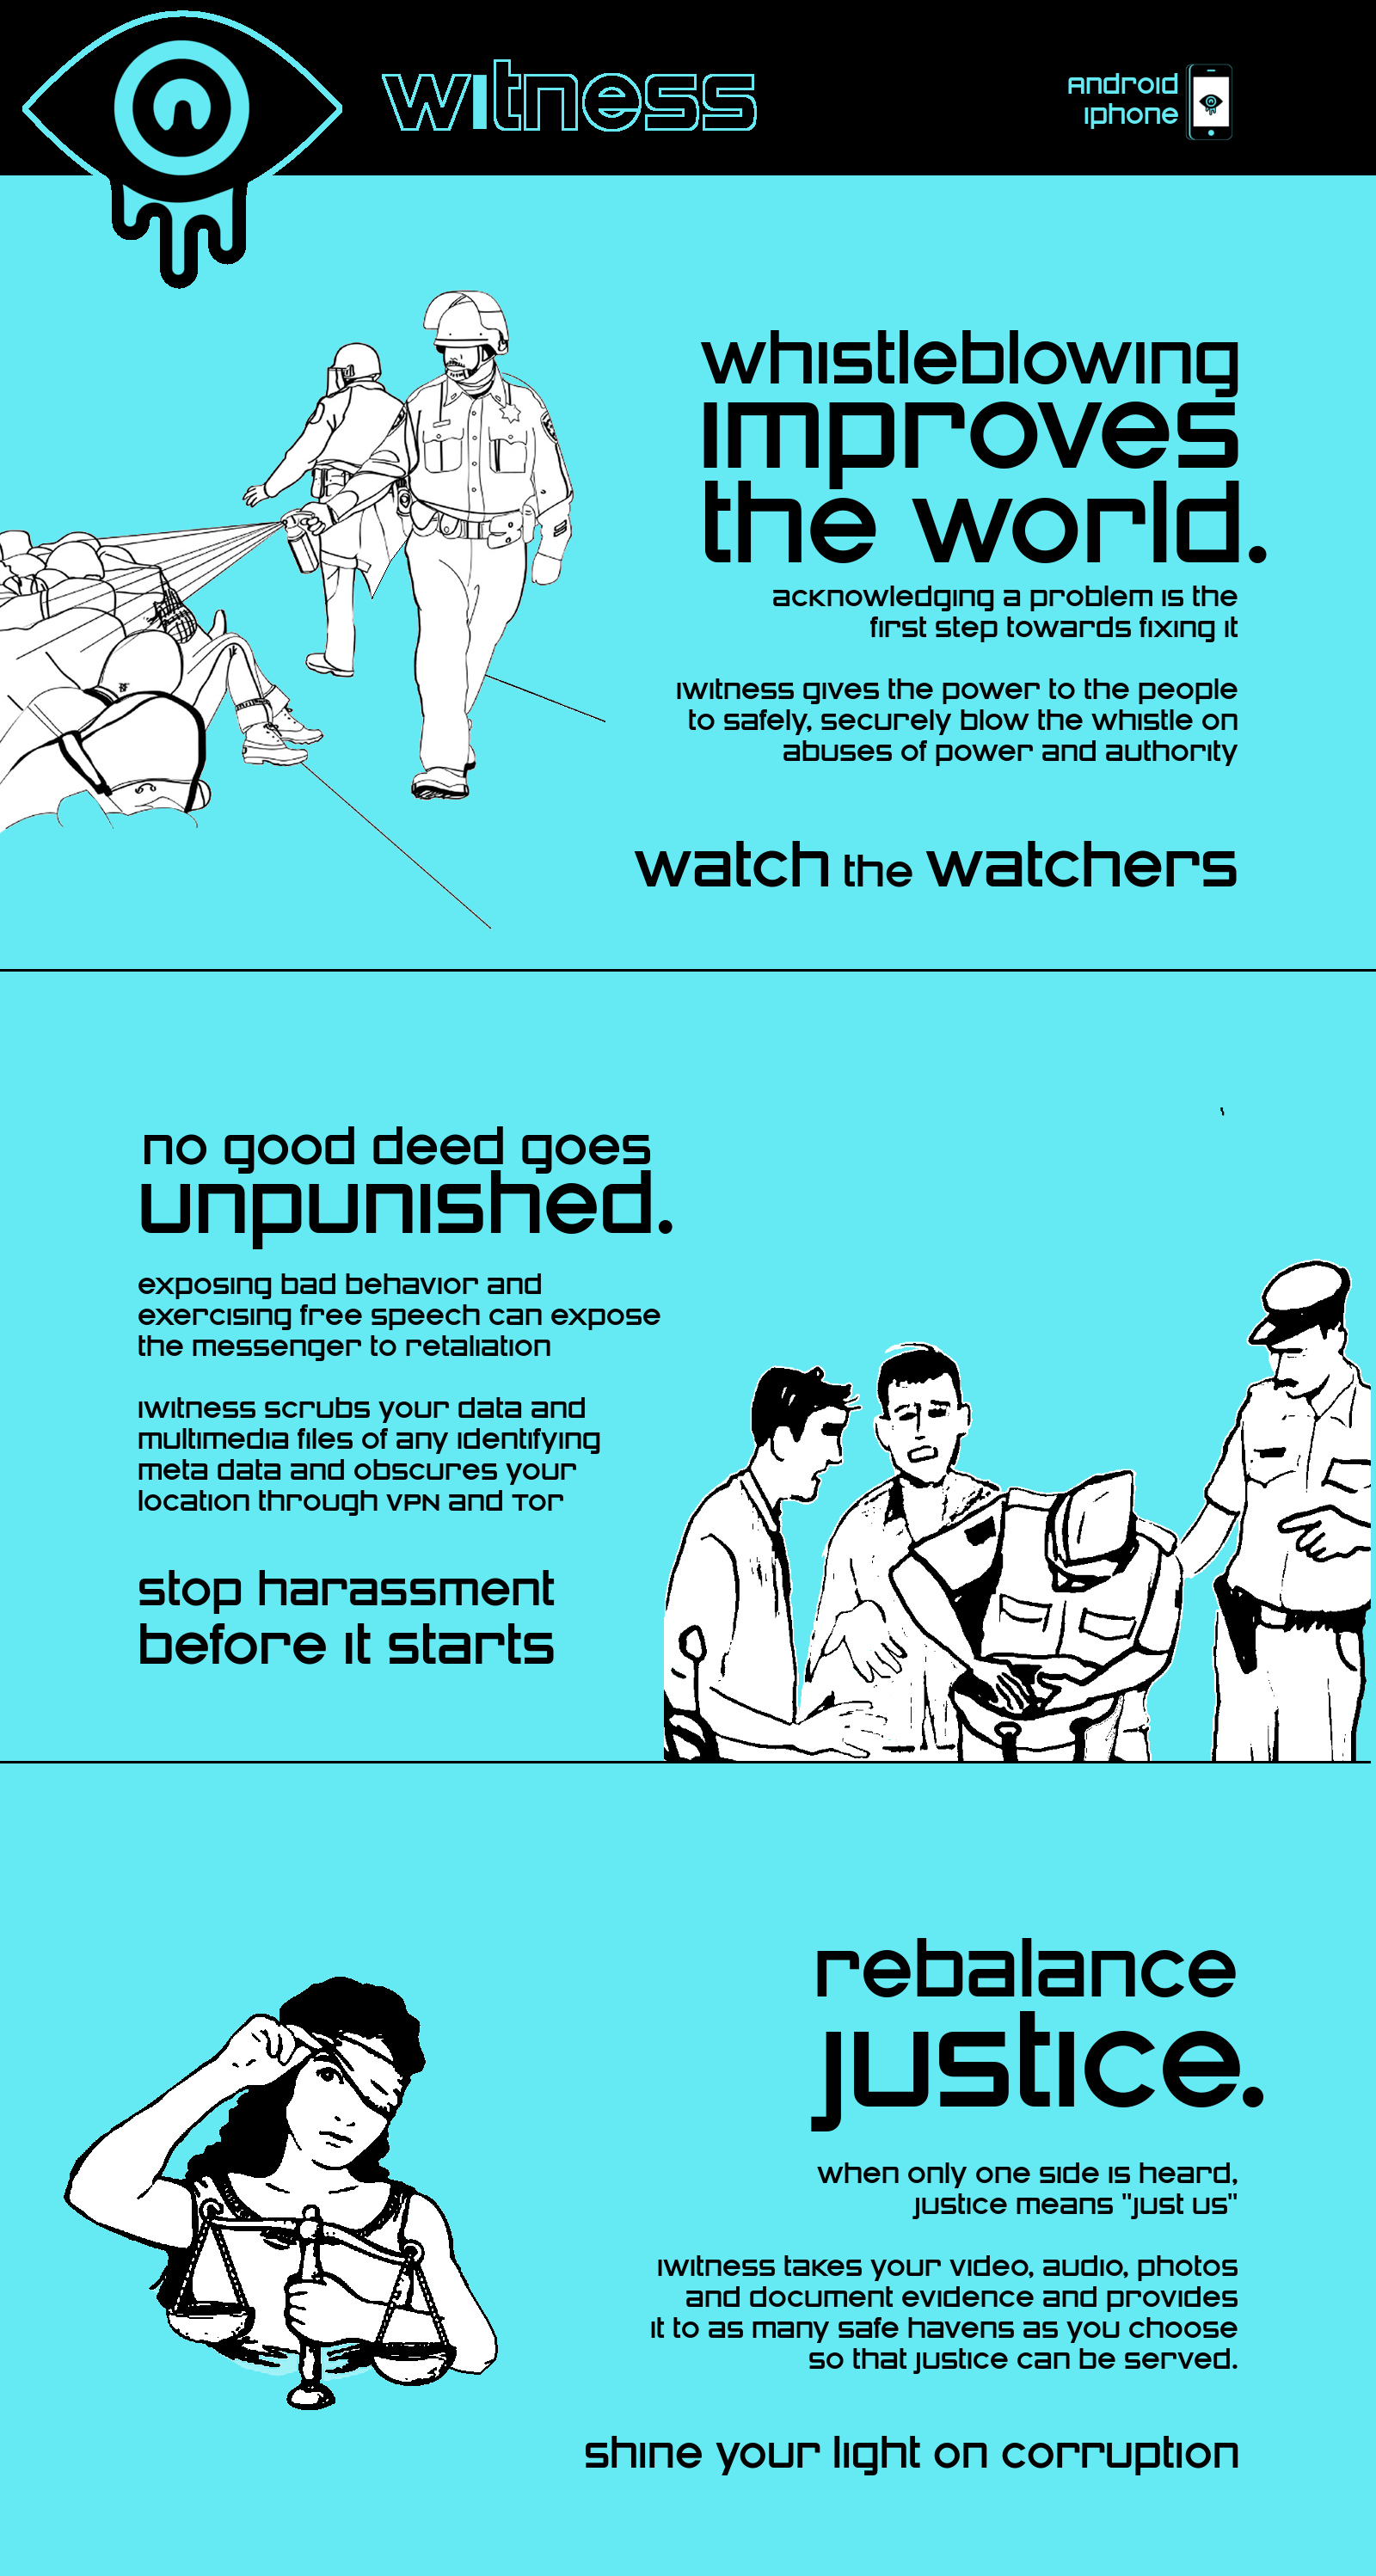 witness
Android
iphone
whistleblowing
improves
the world.
acknowledging a problem is the
first step towards fixing it
iwitness gives the power to the people
to safely, securely blow the whistle on
abuses of power and authority
watch the watchers
no good deed goes
unpunished.
exposing bad behavior and
exercising free speech can expose
the messenger to retaliation
iwitness scrubs your data and
multimedia files of any identifying
meta data and obscures your
location through VPN and Tor
stop harassment
before it starts
rebalance
justice.
when only one side is heard,
justice means "just us"
iwitness takes your video, audio, photos
and document evidence and provides
it to as many safe havens as you choose
so that justice can be served.
shine your light on corruption